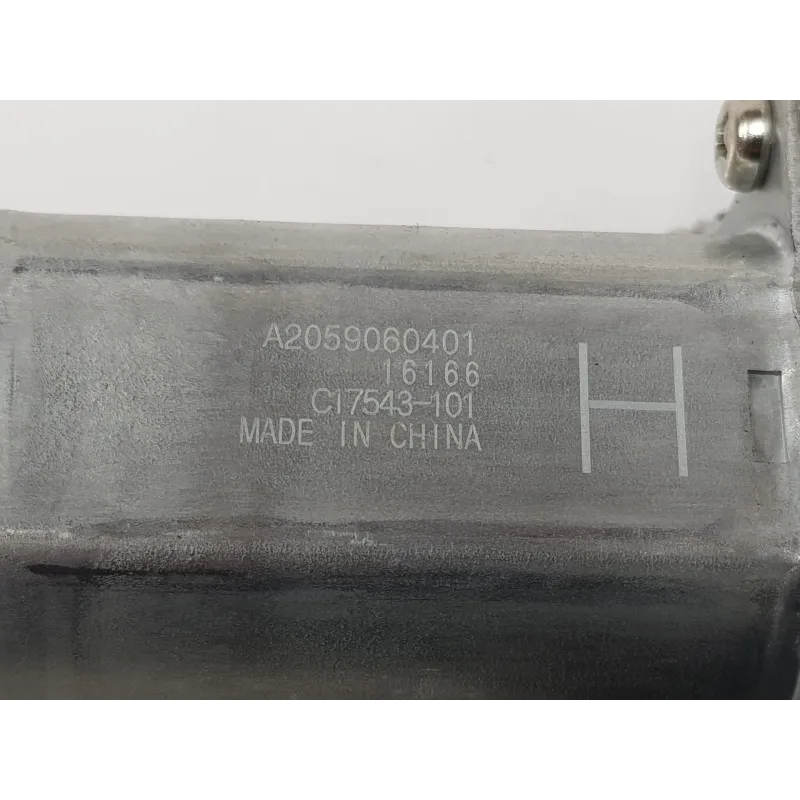 A2059060401
16166
C17543-101
MADE IN CHINA
H